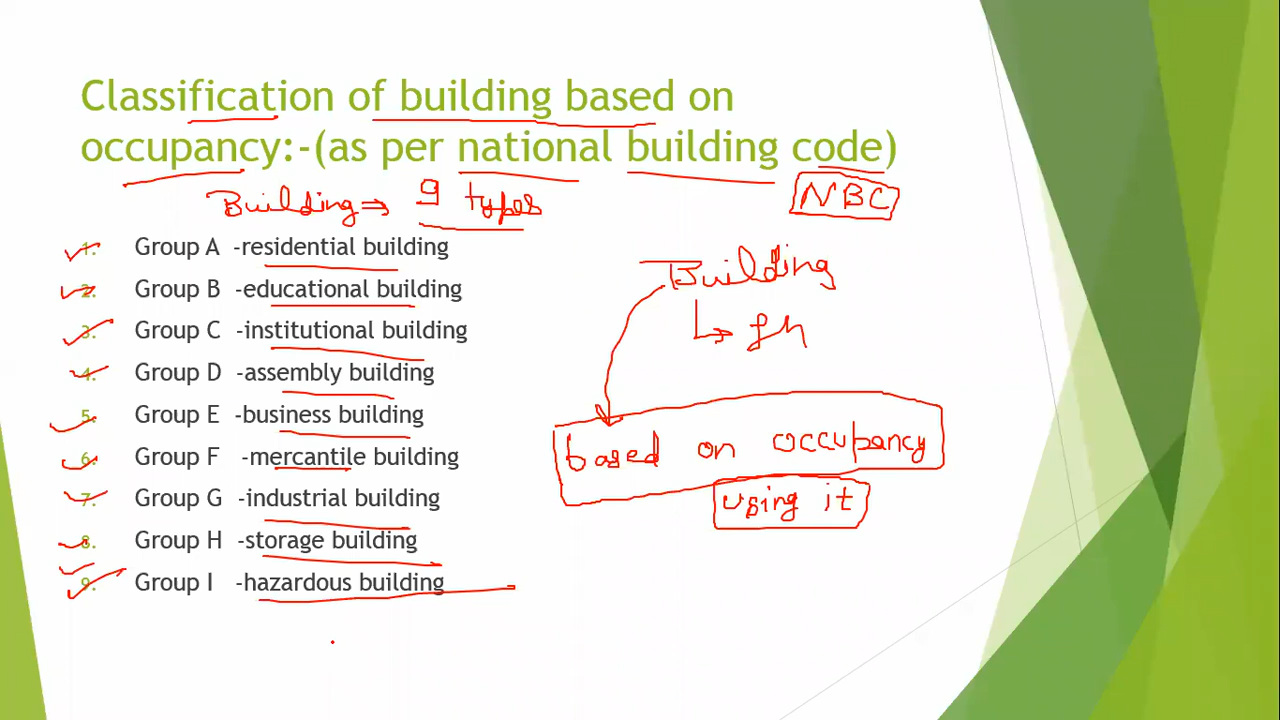 Classification of building based on
occupancy:-(as per national building code)
Building ⇒ 9 types
NBC
1. Group A -residential building
2. Group B -educational building
3. Group C -institutional building
4. Group D -assembly building
5. Group E -business building
6. Group F -mercantile building
7. Group G -industrial building
8. Group H -storage building
9. Group I -hazardous building
Building
based on occupancy
using it